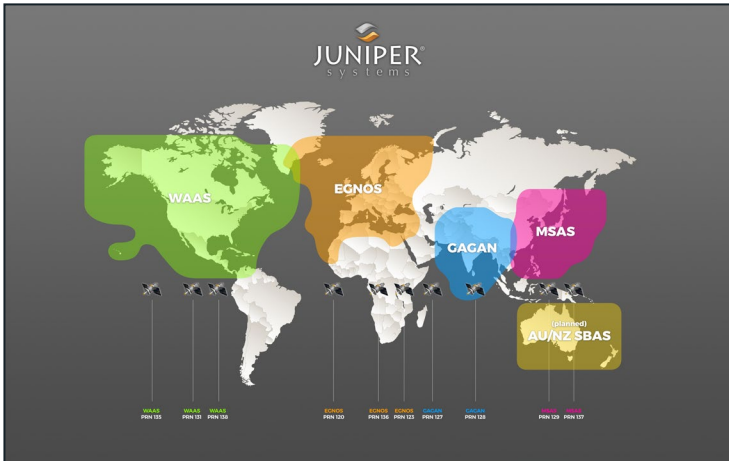 JUNIPER®
systems
WAAS
EGNOS
GAGAN
MSAS
(planned)
AU/NZ SBAS
WAAS
PRN 135
WAAS
PRN 131
WAAS
PRN 138
EGNOS
PRN 120
EGNOS
PRN 136
EGNOS
PRN 123
GAGAN
PRN 127
GAGAN
PRN 128
MSAS
PRN 129
MSAS
PRN 137